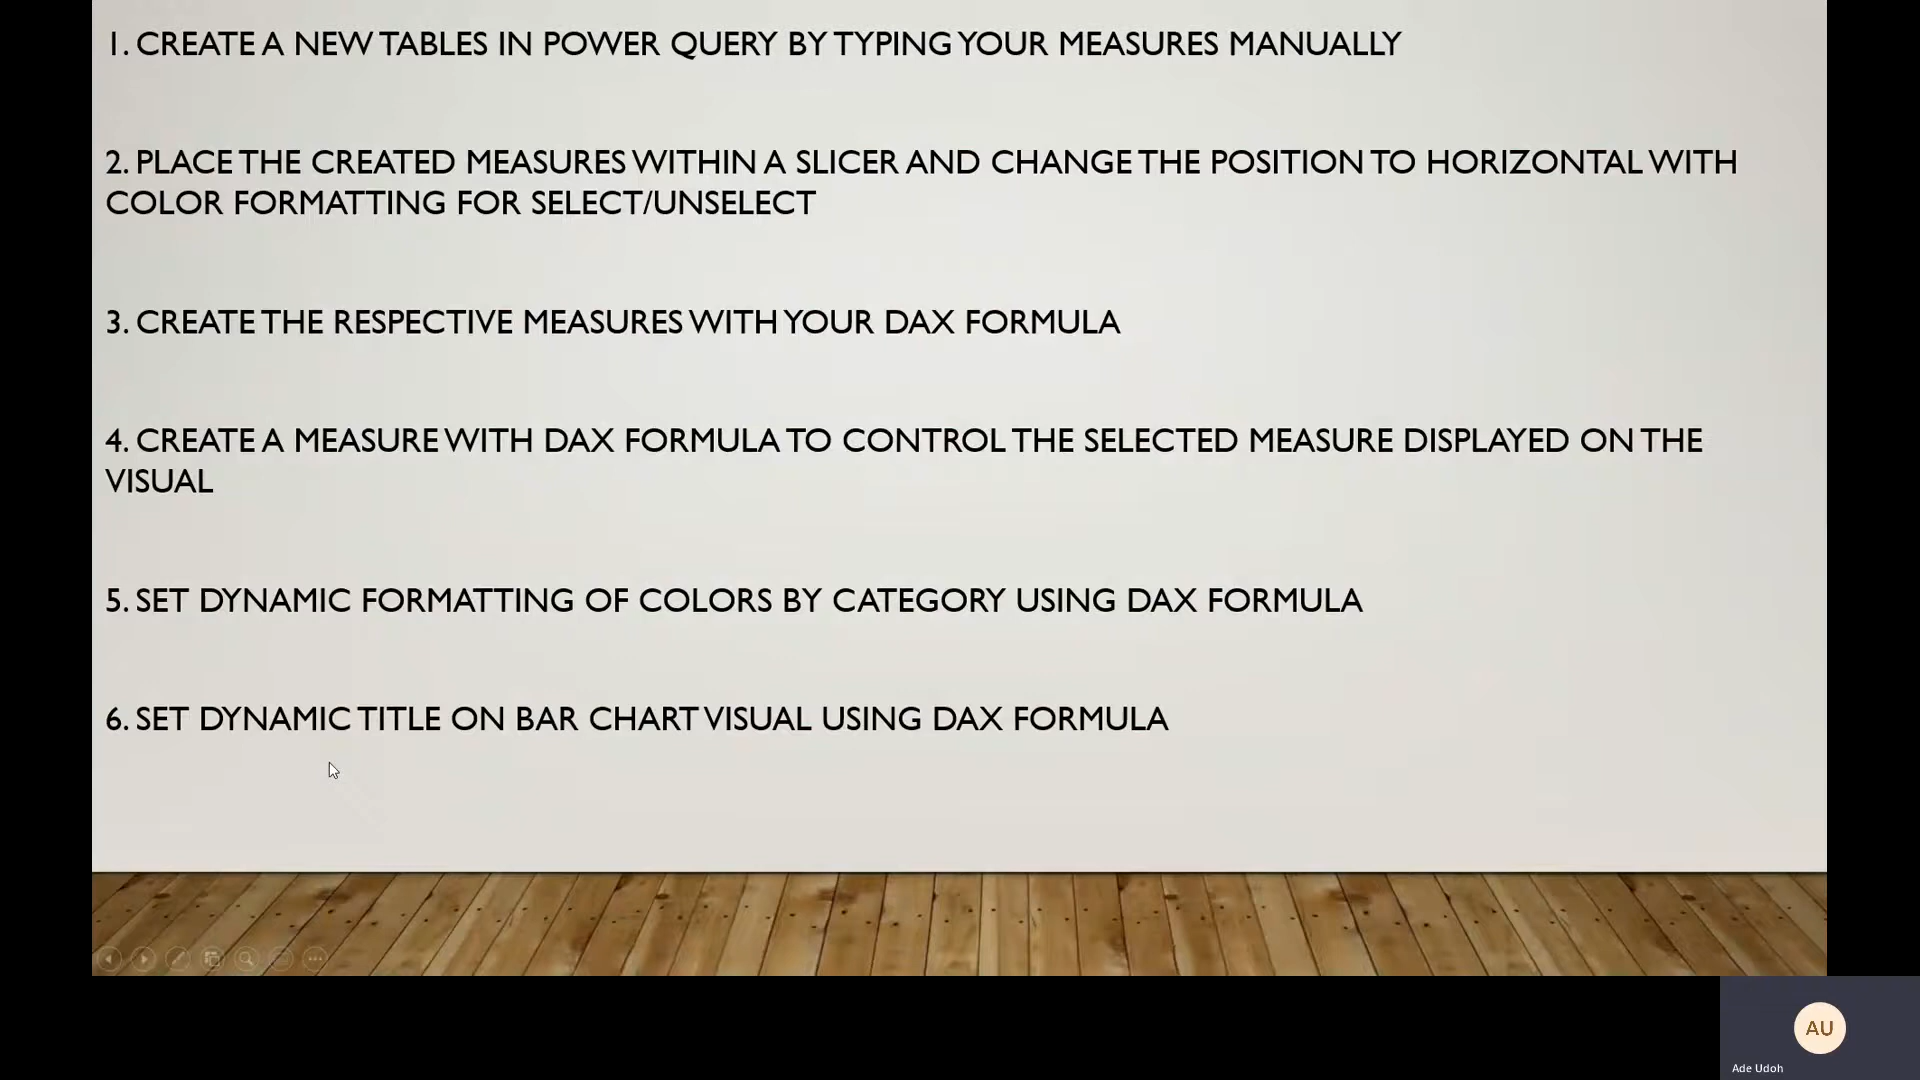 1. CREATE A NEW TABLES IN POWER QUERY BY TYPING YOUR MEASURES MANUALLY
2. PLACE THE CREATED MEASURES WITHIN A SLICER AND CHANGE THE POSITION TO HORIZONTAL WITH
COLOR FORMATTING FOR SELECT/UNSELECT
3. CREATE THE RESPECTIVE MEASURES WITH YOUR DAX FORMULA
4. CREATE A MEASURE WITH DAX FORMULA TO CONTROL THE SELECTED MEASURE DISPLAYED ON THE
VISUAL
5. SET DYNAMIC FORMATTING OF COLORS BY CATEGORY USING DAX FORMULA
6. SET DYNAMIC TITLE ON BAR CHART VISUAL USING DAX FORMULA
AU
Ade Udoh